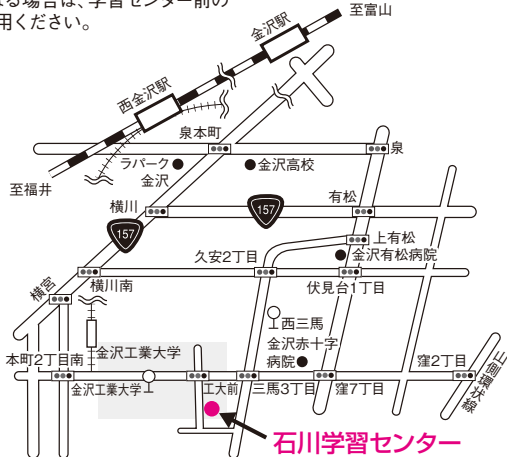 る場合は、学習センター前の
用ください。
至富山
金沢駅
西金沢駅
泉本町
泉
ラパーク
金沢
金沢高校
至福井
横川
157
157
有松
上有松
久安2丁目
金沢有松病院
横宮
横川南
伏見台1丁目
西三馬
金沢赤十字
病院
本町2丁目南
金沢工業大学
窪2丁目
山側環状線
金沢工業大学
工大前
三馬3丁目
窪7丁目
石川学習センター